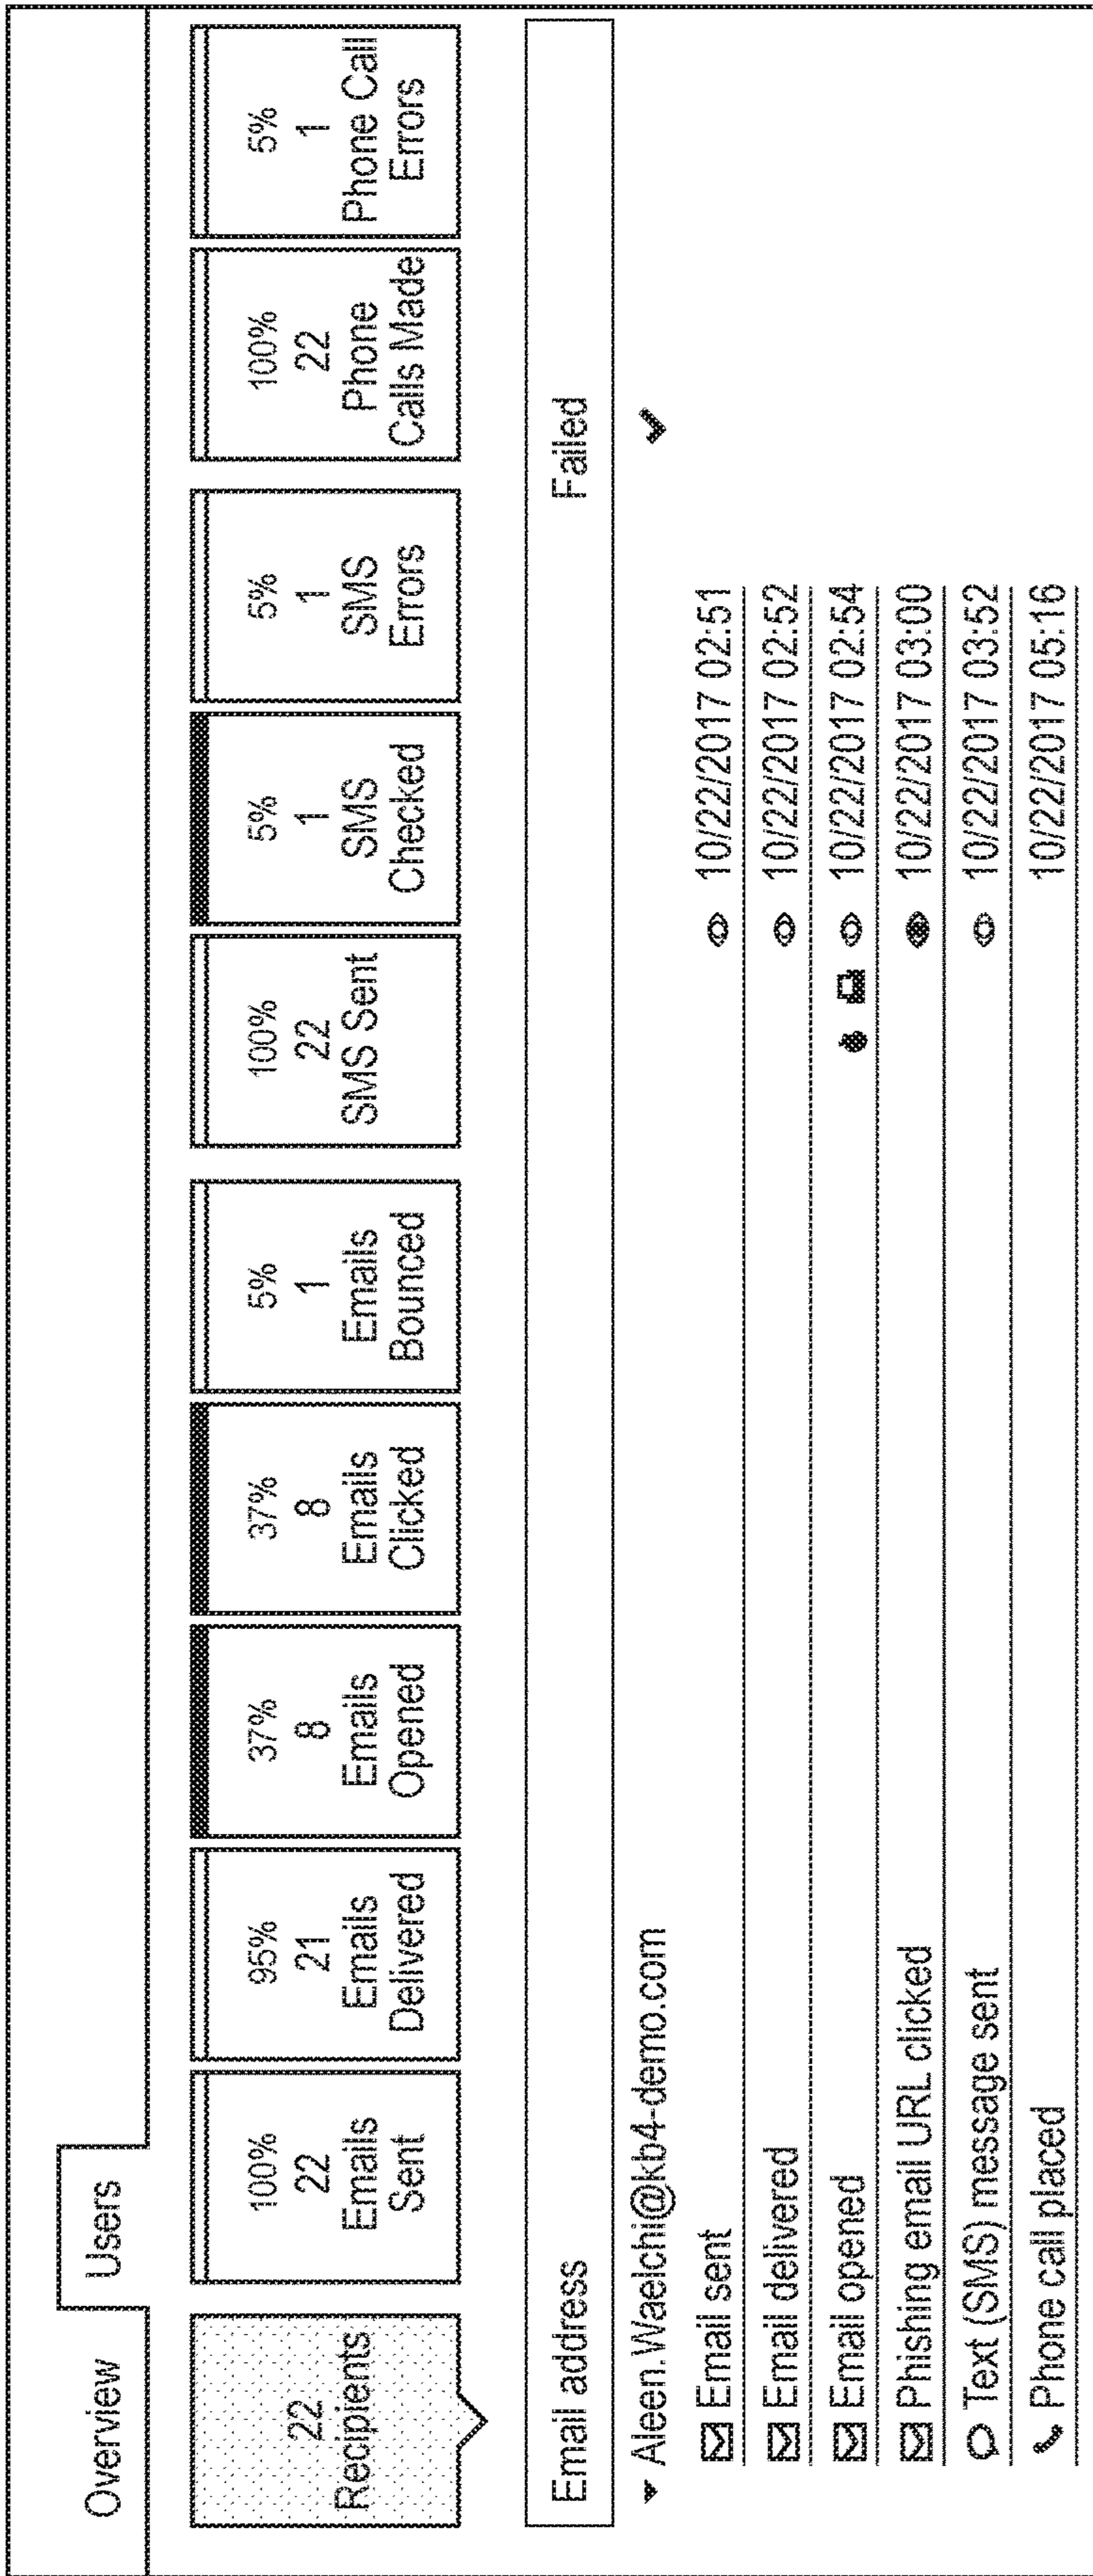 Overview
Users
22
Recipients
100%
22
Emails
Sent
95%
21
Emails
Delivered
37%
8
Emails
Opened
37%
8
Emails
Clicked
5%
1
Emails
Bounced
100%
22
SMS Sent
5%
1
SMS
Checked
5%
1
SMS
Errors
100%
22
Phone
Calls Made
5%
1
Phone Call
Errors
Email address Failed
Aleen.Waelchi@kb4-demo.com
Email sent 10/22/2017 02:51
Email delivered 10/22/2017 02:52
Email opened 10/22/2017 02:54
Phishing email URL clicked 10/22/2017 03:00
Text (SMS) message sent 10/22/2017 03:52
Phone call placed 10/22/2017 05:16